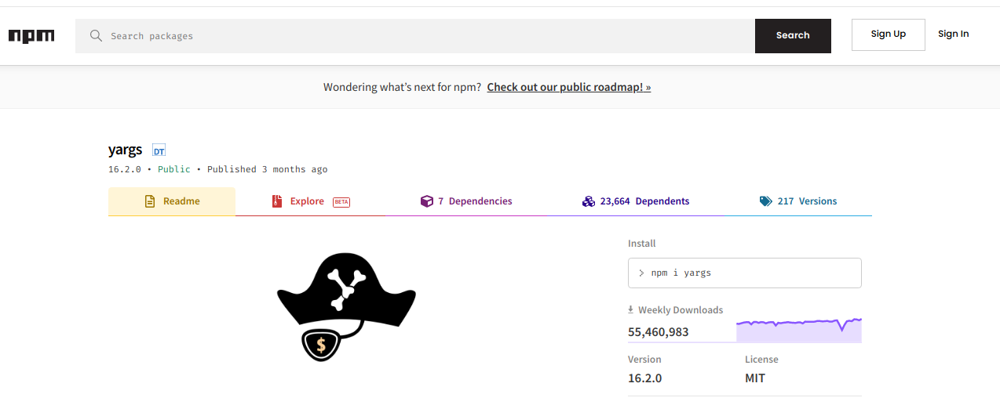 npm
Search packages
Search
Sign Up
Sign In
Wondering what's next for npm? Check out our public roadmap! »
yargs DT
16.2.0 • Public • Published 3 months ago
Readme
Explore BETA
7 Dependencies
23,664 Dependents
217 Versions
$
Install
> npm i yargs
Weekly Downloads
55,460,983
Version
License
16.2.0
MIT